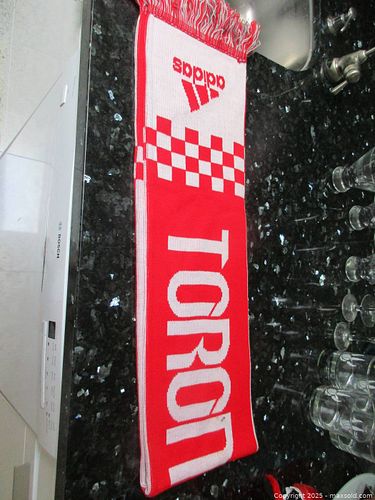 adidas
TORON
BOSCH
Copyright 2025 - maxsold.com